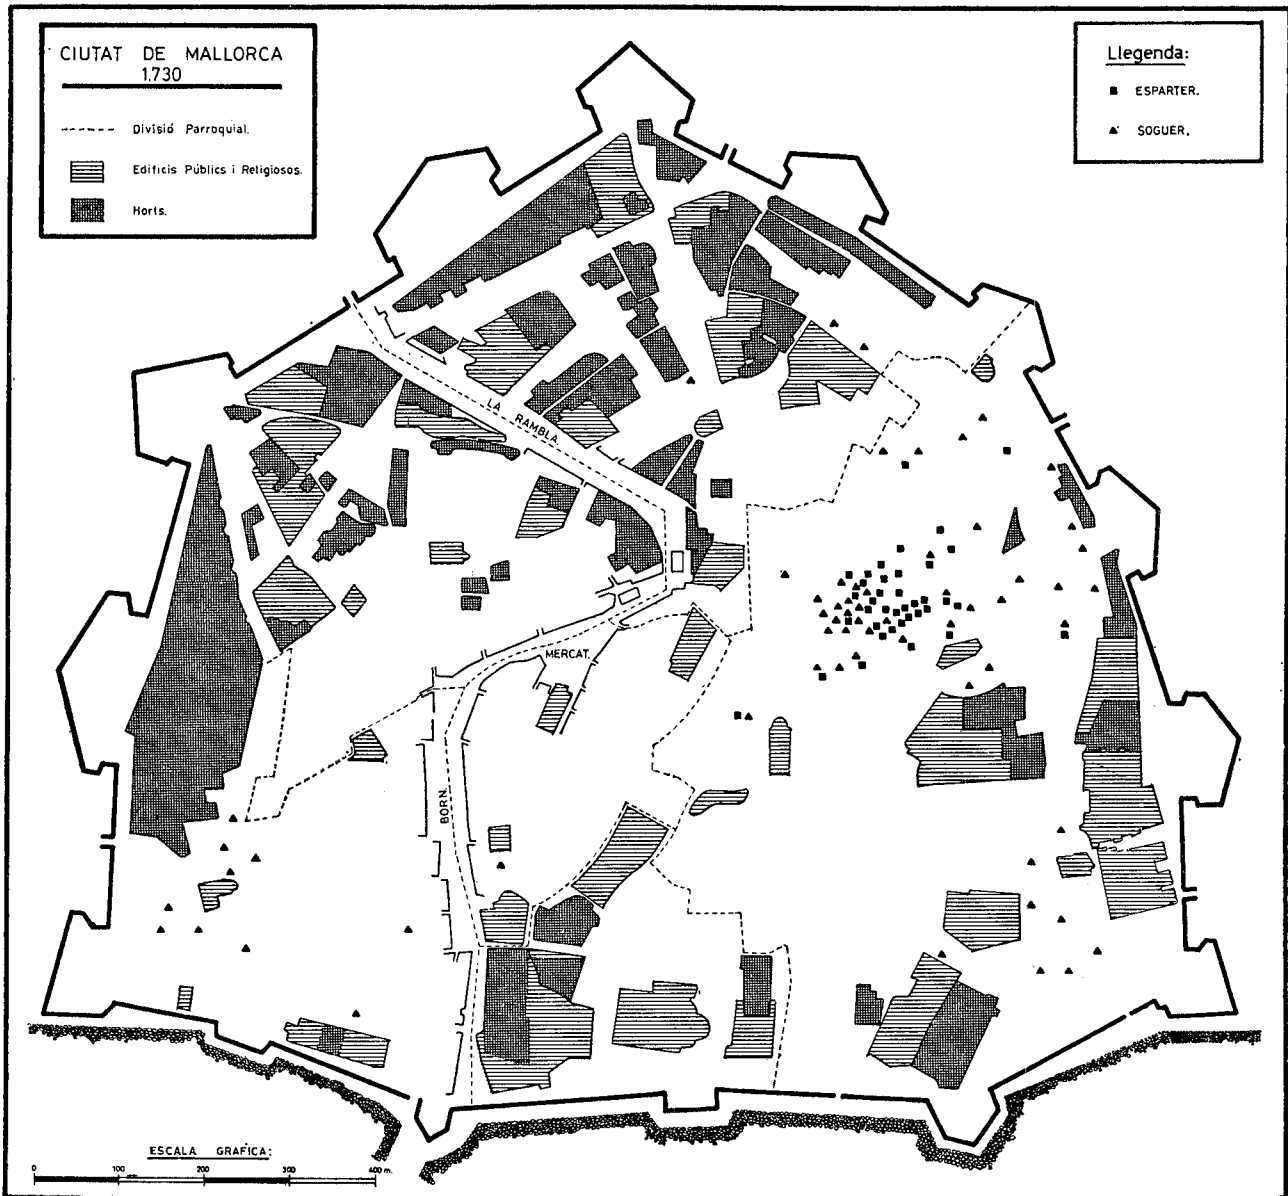 CIUTAT DE MALLORCA
1.730
Divisió Parroquial.
Edificis Públics i Religiosos.
Horts.
Llegenda:
ESPARTER.
SOGUER.
LA RAMBLA.
MERCAT.
BORN.
ESCALA GRAFICA:
0 100 200 300 400 m.